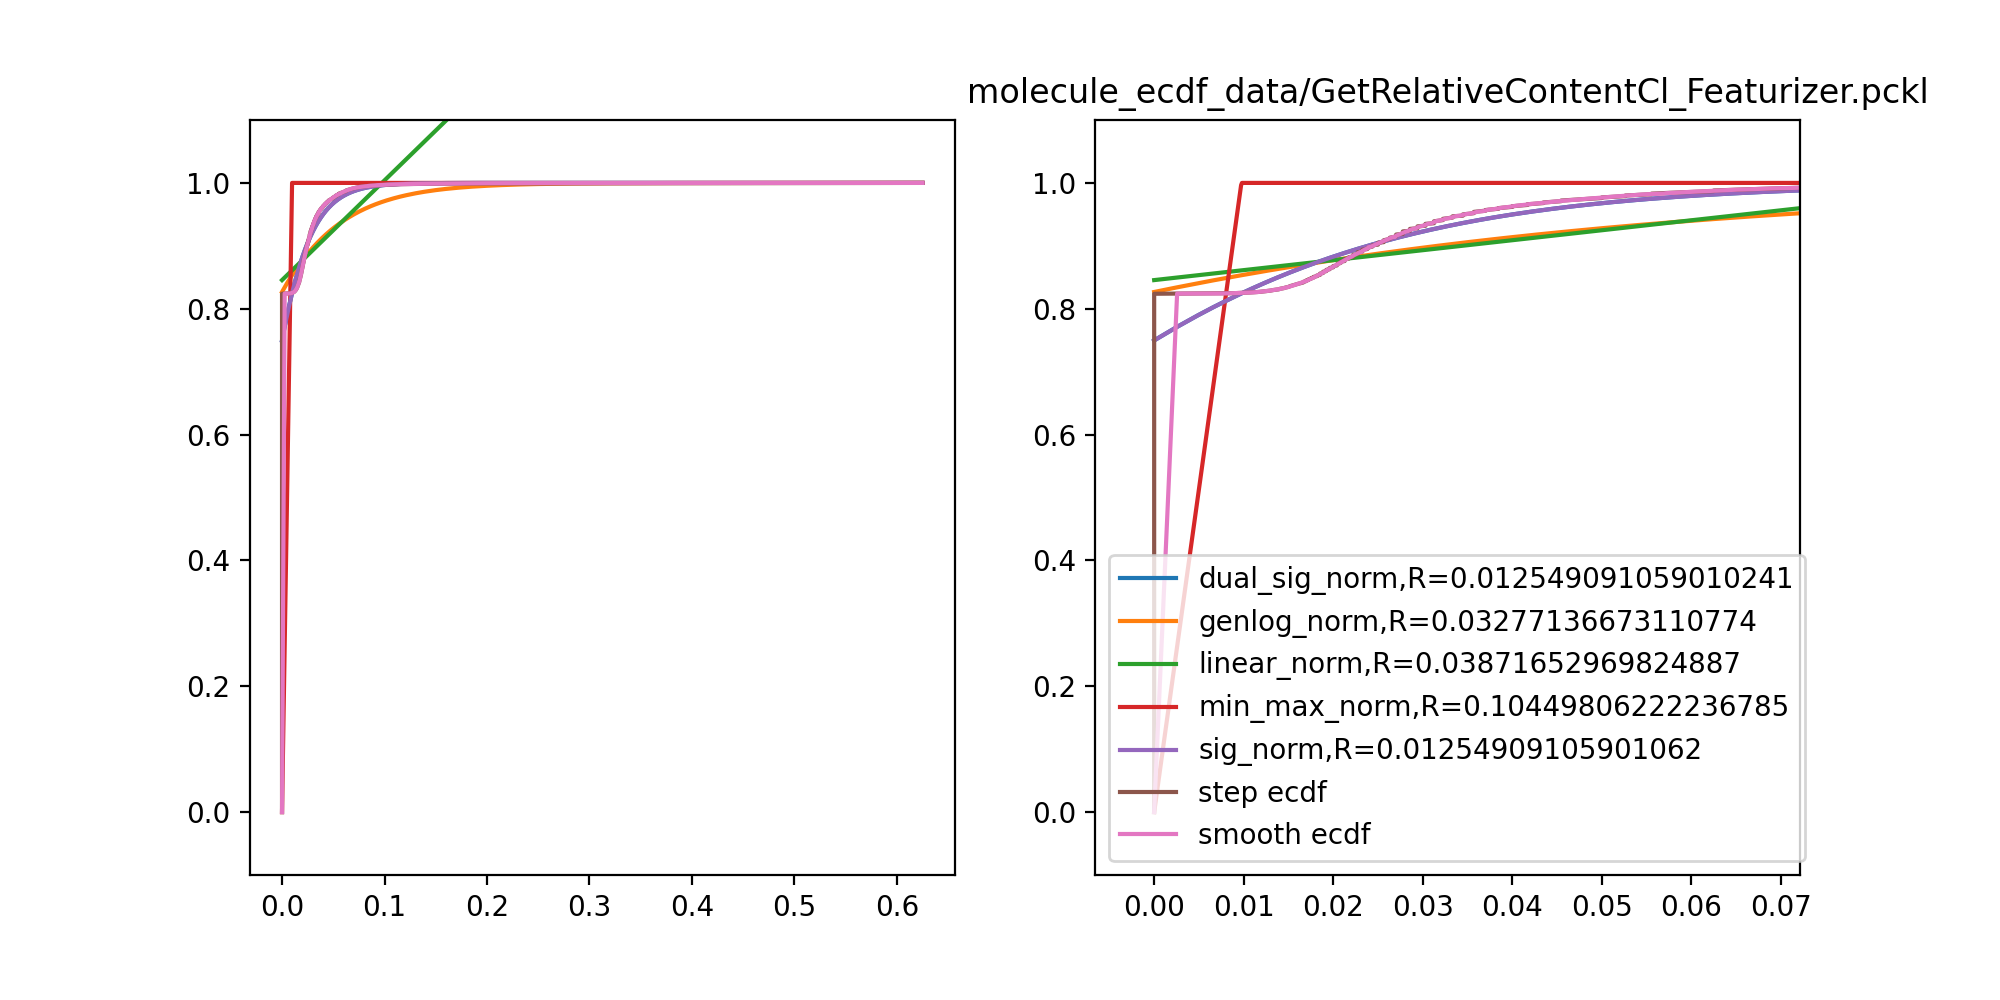 molecule_ecdf_data/GetRelativeContentCl_Featurizer.pckl
1.0
0.8
0.6
0.4
0.2
0.0
0.0 0.1 0.2 0.3 0.4 0.5 0.6
1.0
0.8
0.6
0.4
0.2
0.0
dual_sig_norm,R=0.012549091059010241
genlog_norm,R=0.03277136673110774
linear_norm,R=0.03871652969824887
min_max_norm,R=0.10449806222236785
sig_norm,R=0.01254909105901062
step ecdf
smooth ecdf
0.00 0.01 0.02 0.03 0.04 0.05 0.06 0.07